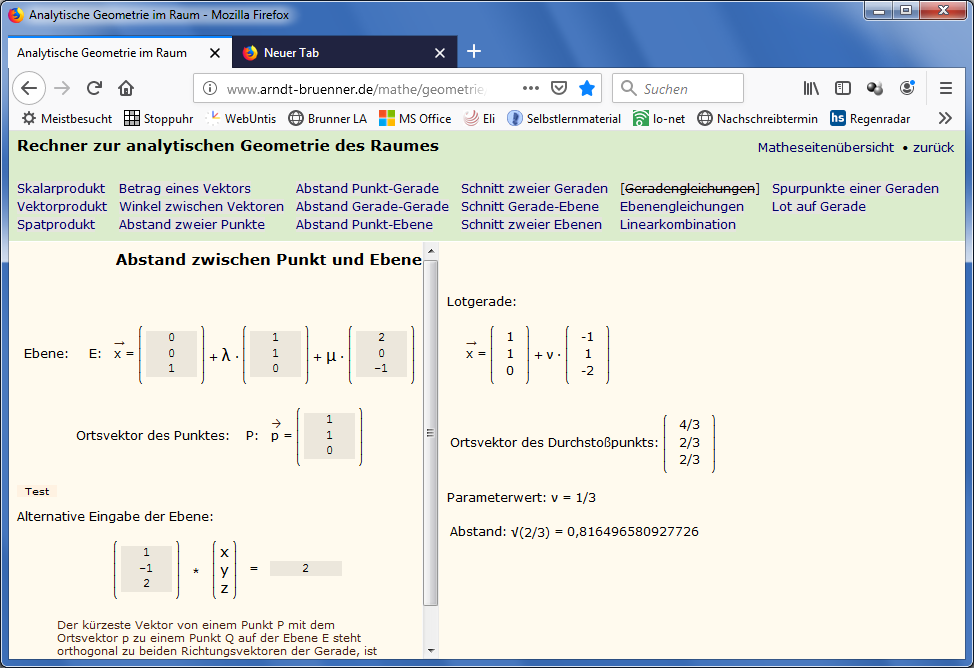 Analytische Geometrie im Raum - Mozilla Firefox
Analytische Geometrie im Raum
Neuer Tab
www.arndt-bruenner.de/mathe/geometrie
Suchen
Meistbesucht Stoppuhr WebUntis Brunner LA MS Office Eli Selbstlernmaterial lo-net Nachschreibtermin hs Regenradar
Rechner zur analytischen Geometrie des Raumes
Matheseitenübersicht • zurück
Skalarprodukt Betrag eines Vektors Abstand Punkt-Gerade Schnitt zweier Geraden [Geradengleichungen] Spurpunkte einer Geraden
Vektorprodukt Winkel zwischen Vektoren Abstand Gerade-Gerade Schnitt Gerade-Ebene Ebenengleichungen Lot auf Gerade
Spatprodukt Abstand zweier Punkte Abstand Punkt-Ebene Schnitt zweier Ebenen Linearkombination
Abstand zwischen Punkt und Ebene
0 1 2
Ebene: E: x→ = 0 + λ · 1 + μ · 0
1 0 −1
1
Ortsvektor des Punktes: P: p→ = 1
0
Test
Alternative Eingabe der Ebene:
1 x
−1 * y = 2
2 z
Der kürzeste Vektor von einem Punkt P mit dem
Ortsvektor p zu einem Punkt Q auf der Ebene E steht
orthogonal zu beiden Richtungsvektoren der Gerade, ist
Lotgerade:
1 -1
x→ = 1 + ν · 1
0 -2
4/3
Ortsvektor des Durchstoßpunkts: 2/3
2/3
Parameterwert: ν = 1/3
Abstand: √(2/3) = 0,816496580927726